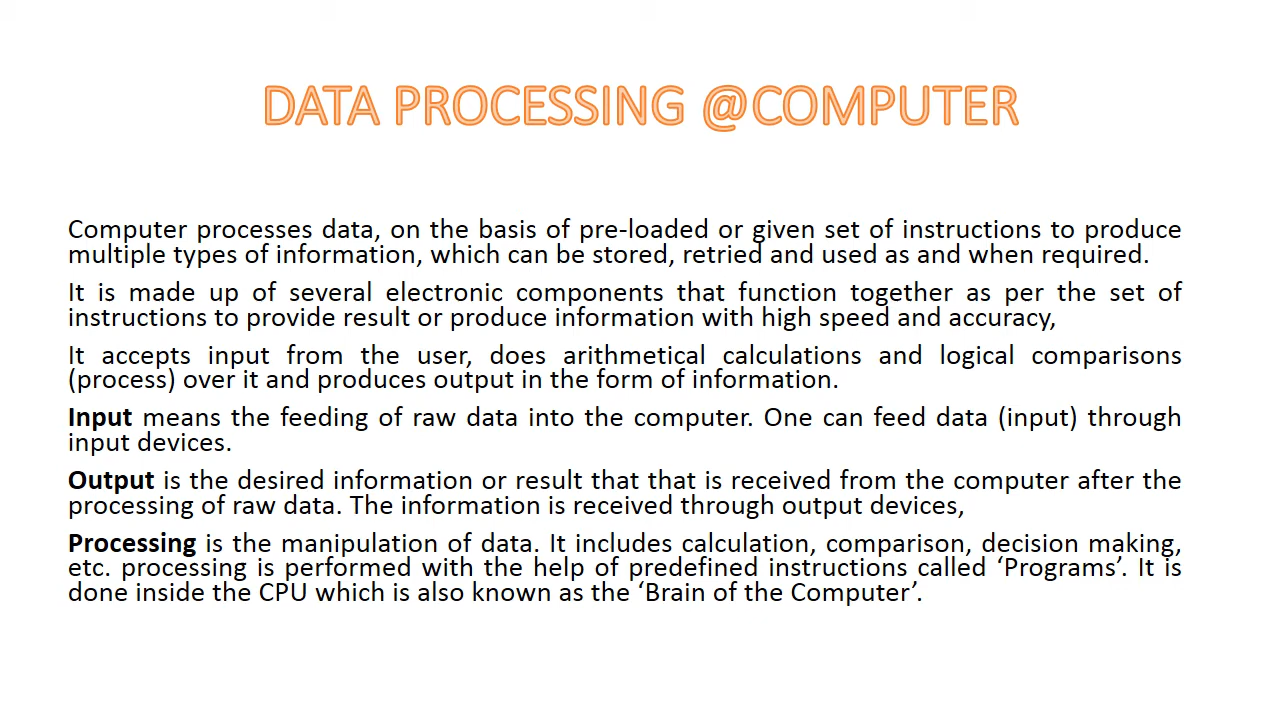 DATA PROCESSING @COMPUTER
Computer processes data, on the basis of pre-loaded or given set of instructions to produce
multiple types of information, which can be stored, retried and used as and when required.
It is made up of several electronic components that function together as per the set of
instructions to provide result or produce information with high speed and accuracy,
It accepts input from the user, does arithmetical calculations and logical comparisons
(process) over it and produces output in the form of information.
Input means the feeding of raw data into the computer. One can feed data (input) through
input devices.
Output is the desired information or result that that is received from the computer after the
processing of raw data. The information is received through output devices,
Processing is the manipulation of data. It includes calculation, comparison, decision making,
etc. processing is performed with the help of predefined instructions called ‘Programs’. It is
done inside the CPU which is also known as the ‘Brain of the Computer’.